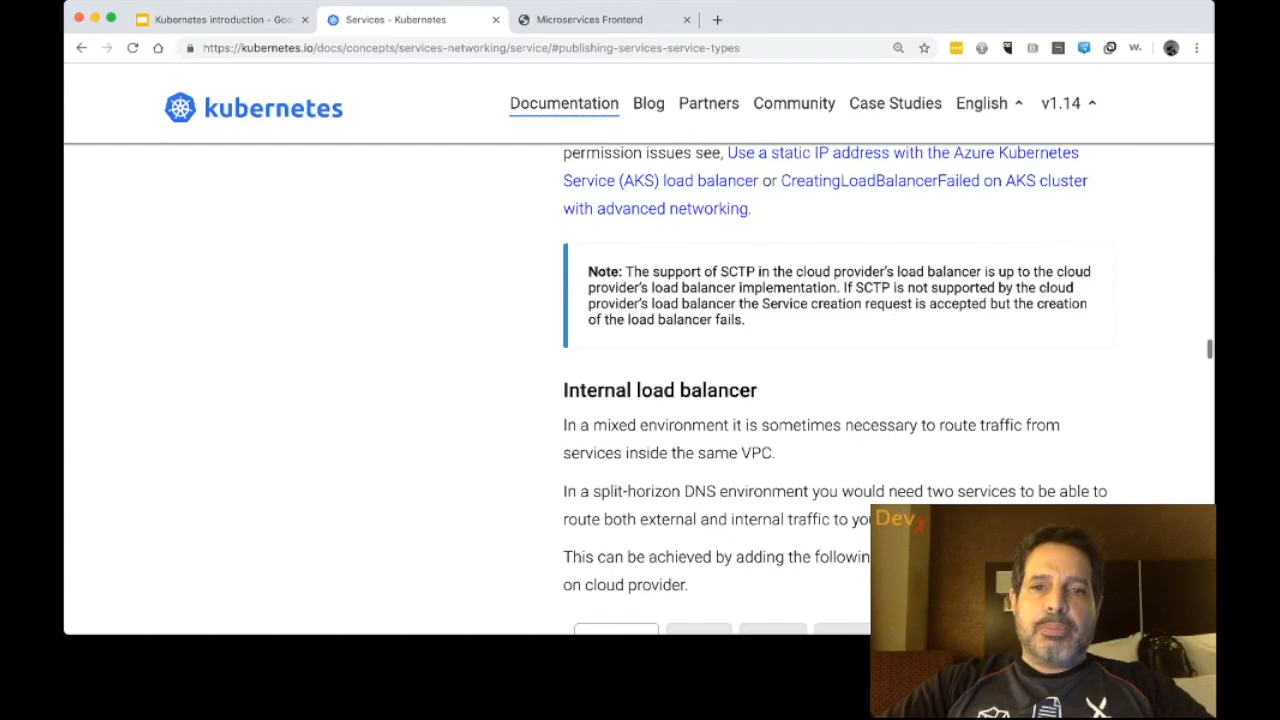 Kubernetes introduction - Goo
Services - Kubernetes
Microservices Frontend
https://kubernetes.io/docs/concepts/services-networking/service/#publishing-services-service-types
w.
kubernetes
Documentation
Blog
Partners
Community
Case Studies
English
v1.14
permission issues see, Use a static IP address with the Azure Kubernetes
Service (AKS) load balancer or CreatingLoadBalancerFailed on AKS cluster
with advanced networking.
Note: The support of SCTP in the cloud provider's load balancer is up to the cloud
provider's load balancer implementation. If SCTP is not supported by the cloud
provider's load balancer the Service creation request is accepted but the creation
of the load balancer fails.
Internal load balancer
In a mixed environment it is sometimes necessary to route traffic from
services inside the same VPC.
In a split-horizon DNS environment you would need two services to be able to
route both external and internal traffic to yo
This can be achieved by adding the followin
on cloud provider.
Devx